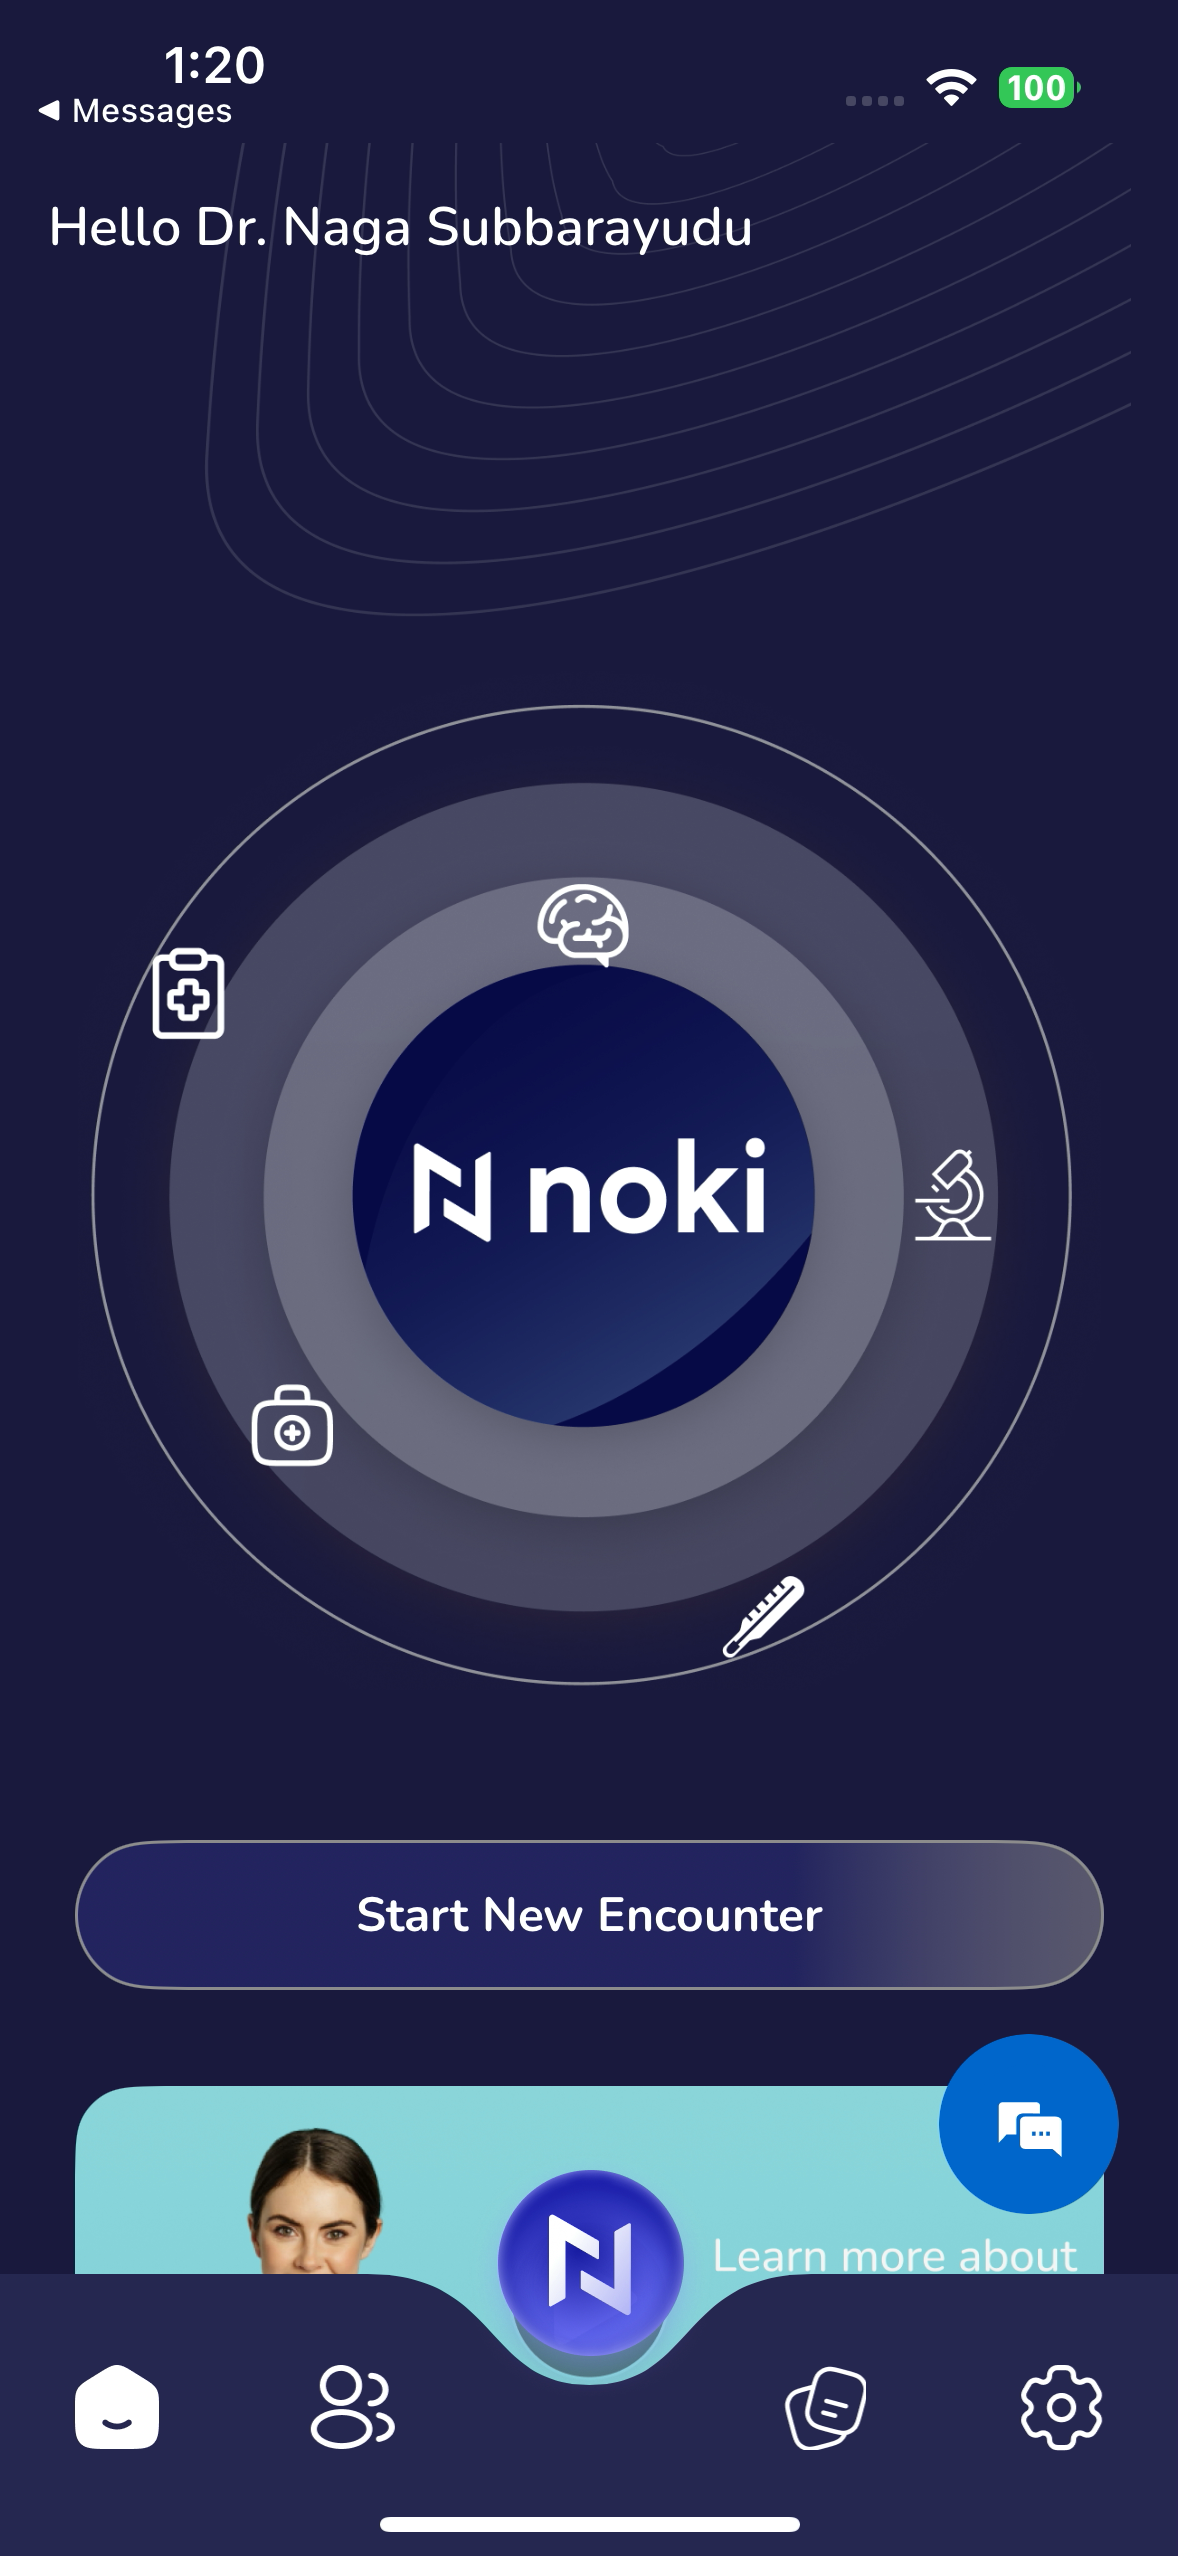 1:20
Messages
100
Hello Dr. Naga Subbarayudu
noki
Start New Encounter
Learn more about